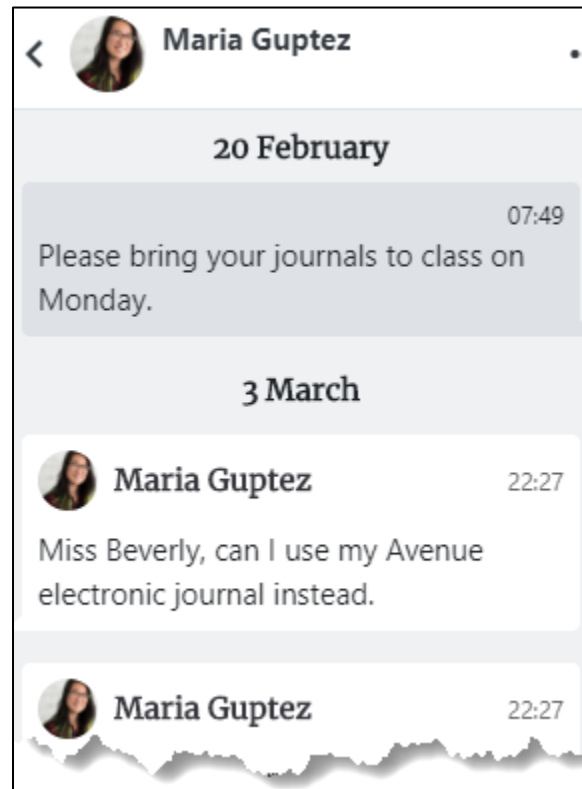 Maria Guptez
20 February
07:49
Please bring your journals to class on
Monday.
3 March
Maria Guptez 22:27
Miss Beverly, can I use my Avenue
electronic journal instead.
Maria Guptez 22:27